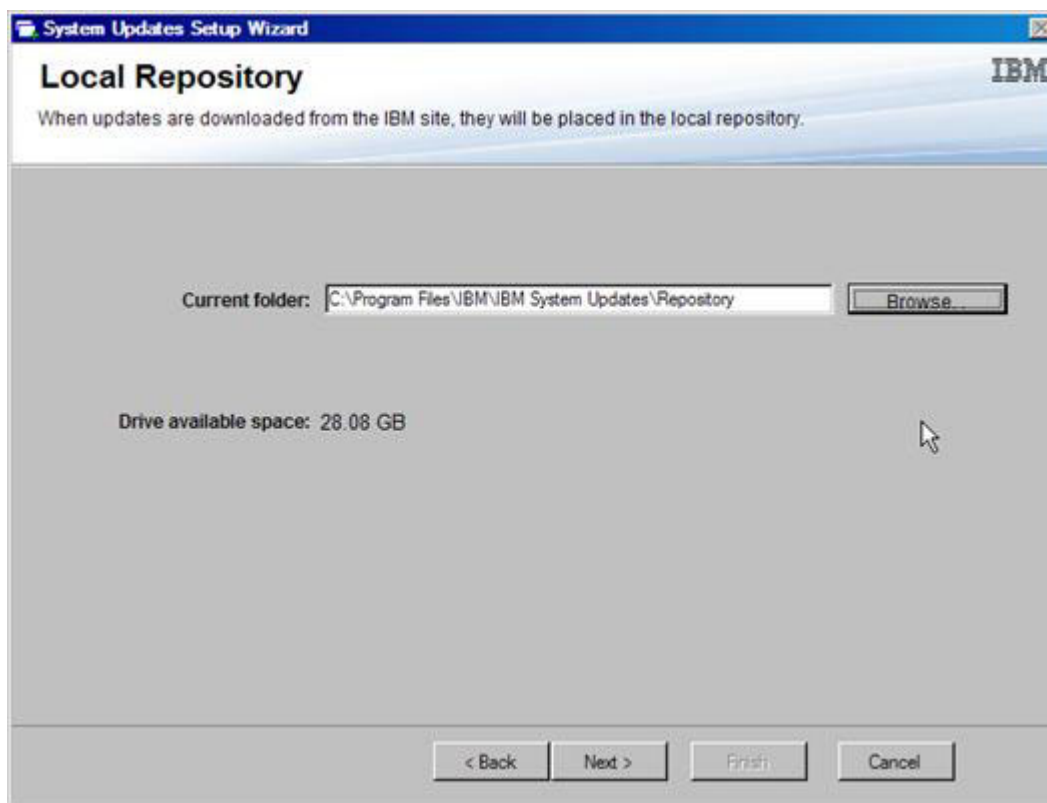 System Updates Setup Wizard
Local Repository
IBM
When updates are downloaded from the IBM site, they will be placed in the local repository.
Current folder: C:\Program Files\IBM\IBM System Updates\Repository Browse...
Drive available space: 28.08 GB
< Back Next > Finish Cancel